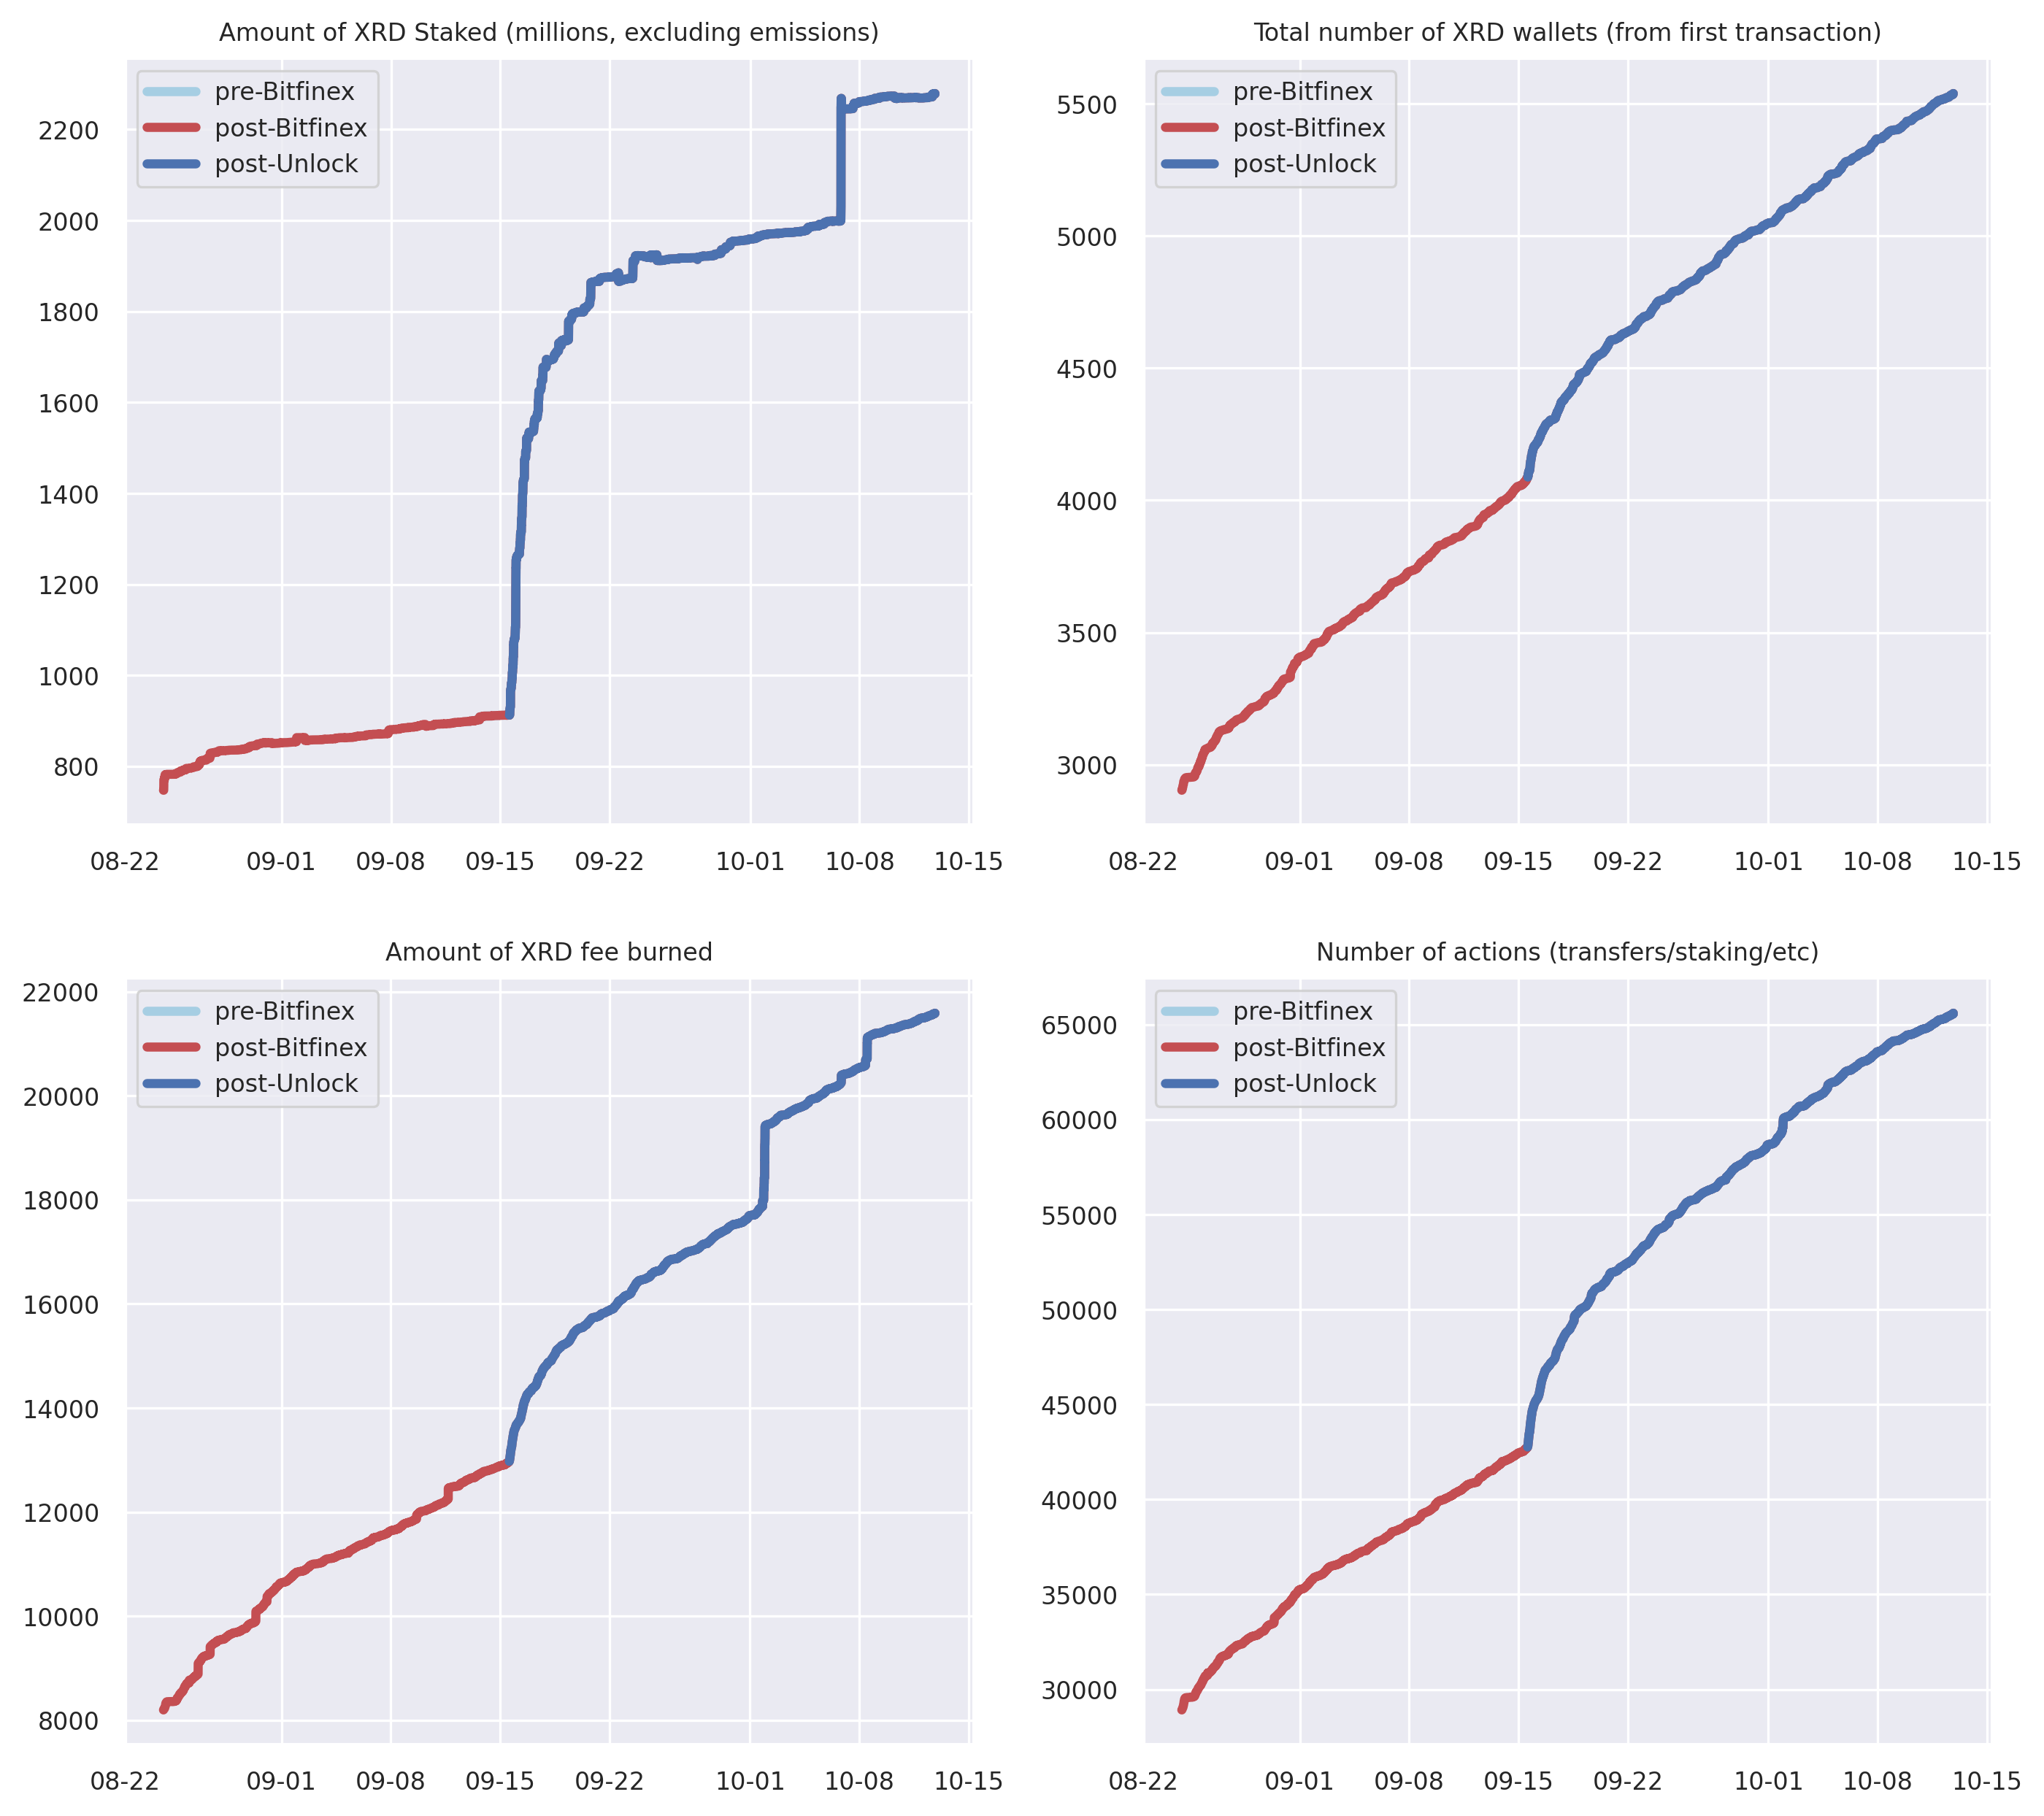 Amount of XRD Staked (millions, excluding emissions)
pre-Bitfinex
post-Bitfinex
post-Unlock
2200
2000
1800
1600
1400
1200
1000
800
08-22 09-01 09-08 09-15 09-22 10-01 10-08 10-15
Total number of XRD wallets (from first transaction)
pre-Bitfinex
post-Bitfinex
post-Unlock
5500
5000
4500
4000
3500
3000
08-22 09-01 09-08 09-15 09-22 10-01 10-08 10-15
Amount of XRD fee burned
pre-Bitfinex
post-Bitfinex
post-Unlock
22000
20000
18000
16000
14000
12000
10000
8000
08-22 09-01 09-08 09-15 09-22 10-01 10-08 10-15
Number of actions (transfers/staking/etc)
pre-Bitfinex
post-Bitfinex
post-Unlock
65000
60000
55000
50000
45000
40000
35000
30000
08-22 09-01 09-08 09-15 09-22 10-01 10-08 10-15